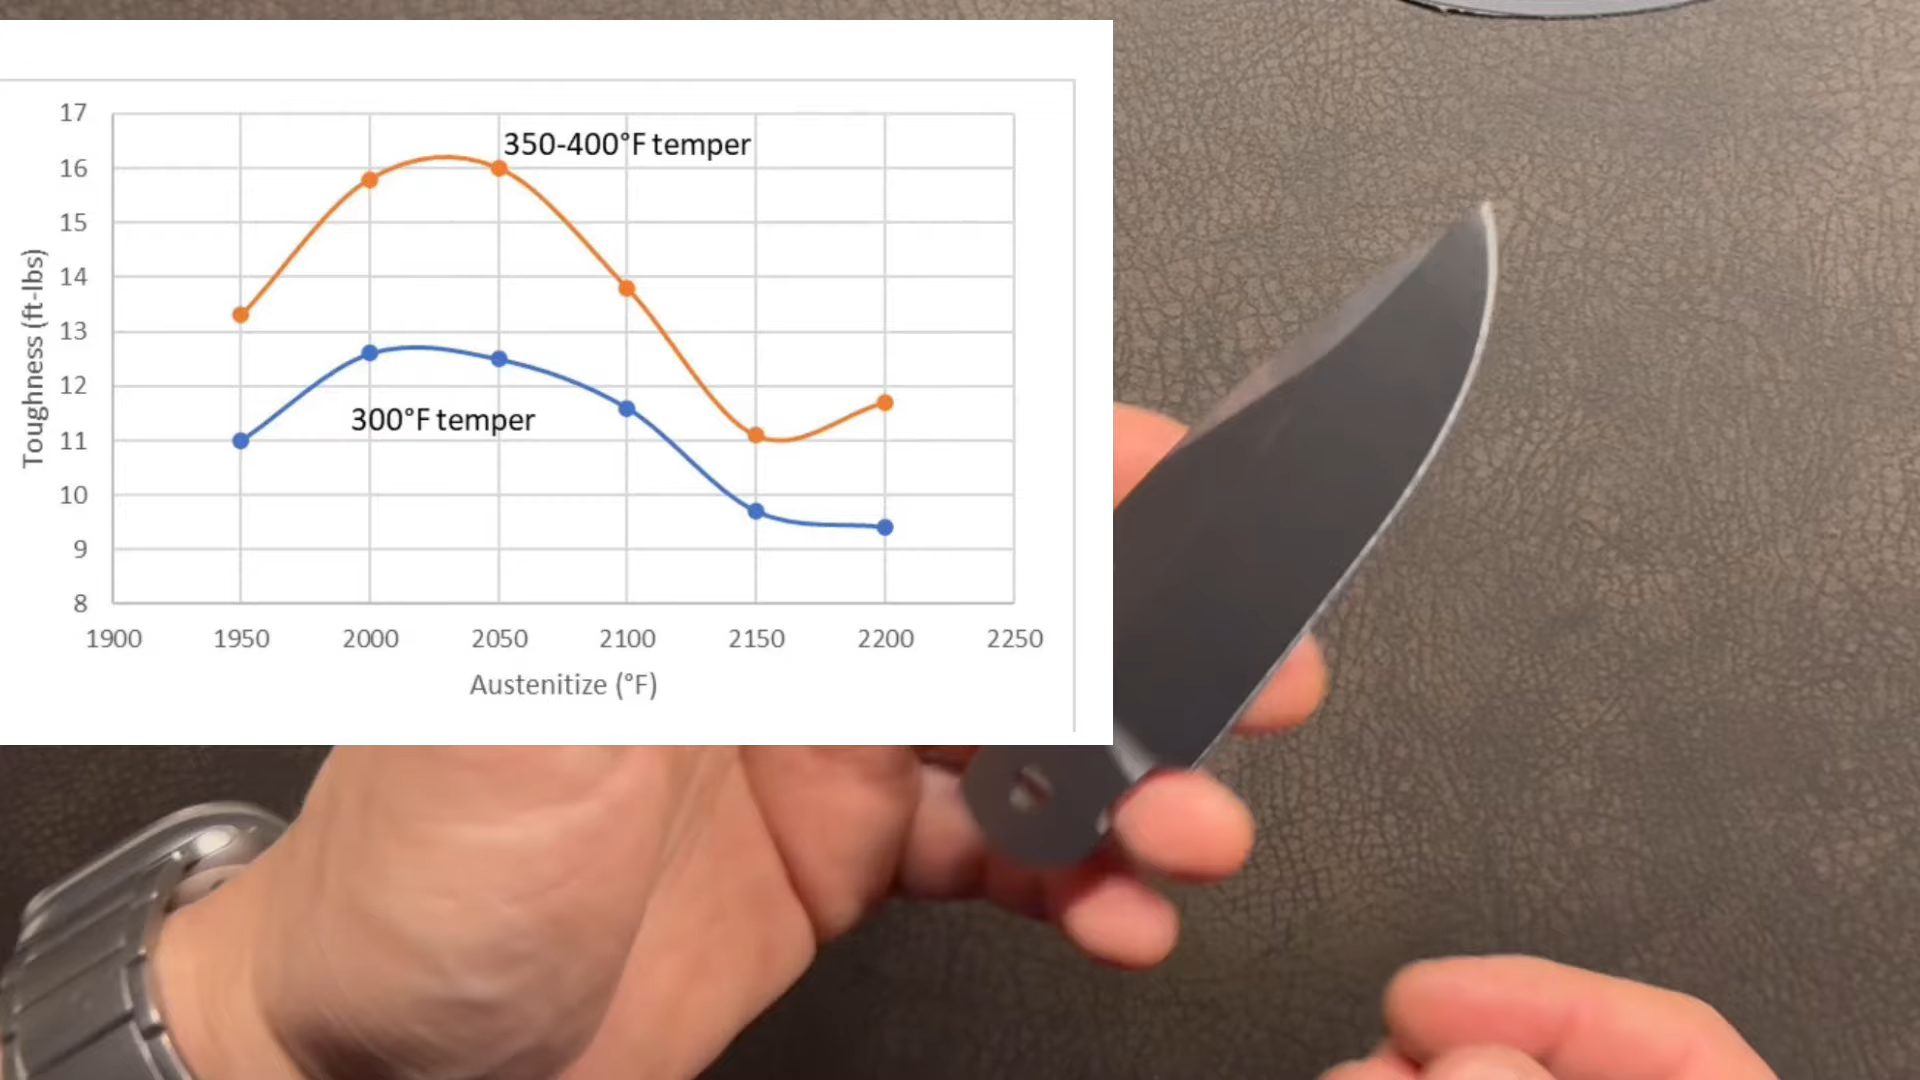 17
350-400°F temper
16
15
14
13
12
300°F temper
11
10
9
8
Toughness (ft-lbs)
1900 1950 2000 2050 2100 2150 2200 2250
Austenitize (°F)